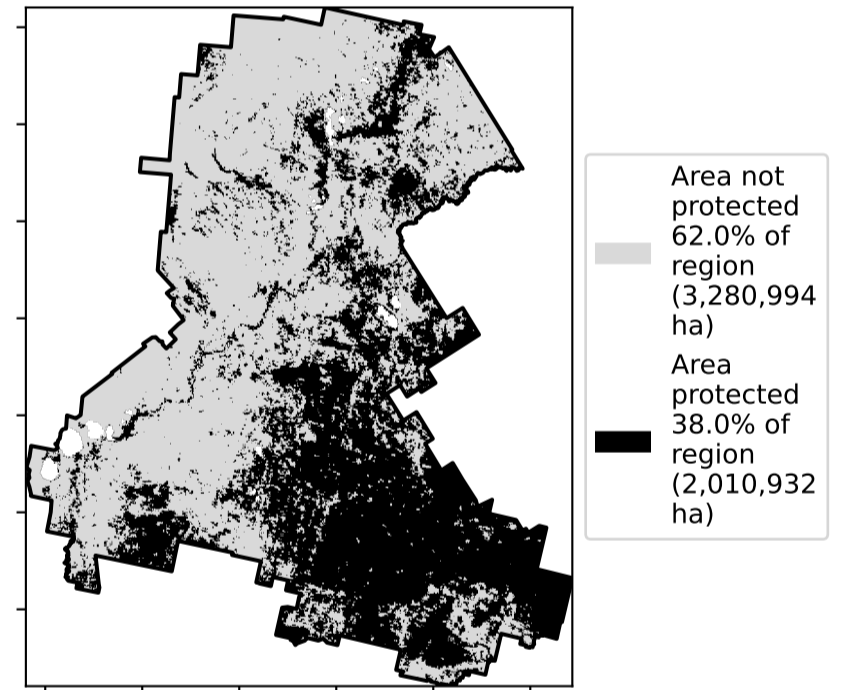 Area not
protected
62.0% of
region
(3,280,994
ha)
Area
protected
38.0% of
region
(2,010,932
ha)